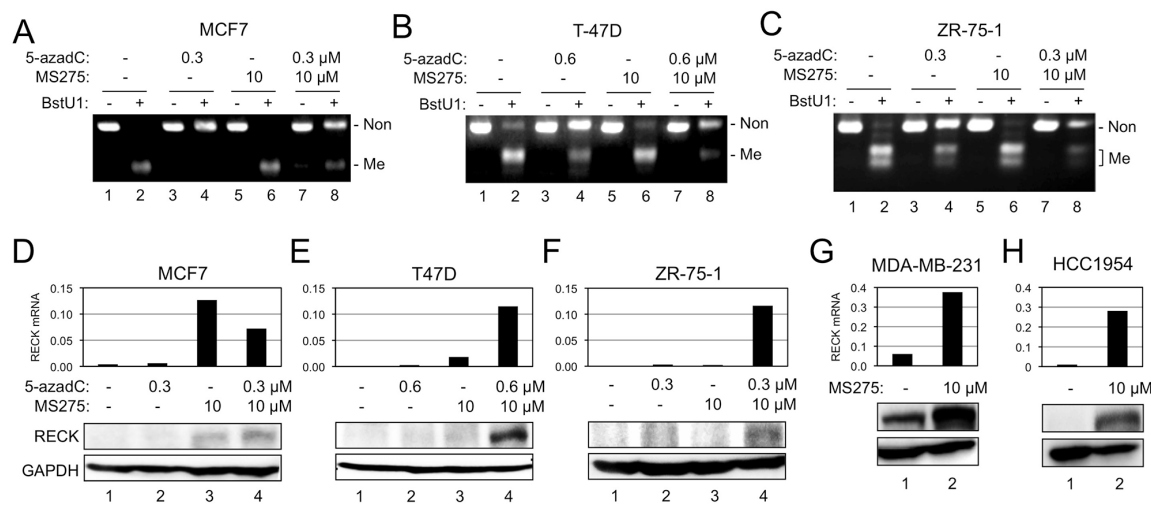 A
MCF7
5-azadC: - 0.3 - 0.3 µM
MS275: - - 10 10 µM
BstU1: - + - + - + - +
- Non
- Me
1 2 3 4 5 6 7 8
B
T-47D
5-azadC: - 0.6 - 0.6 µM
MS275: - - 10 10 µM
BstU1: - + - + - + - +
- Non
- Me
1 2 3 4 5 6 7 8
C
ZR-75-1
5-azadC: - 0.3 - 0.3 µM
MS275: - - 10 10 µM
BstU1: - + - + - + - +
- Non
Me
1 2 3 4 5 6 7 8
D
MCF7
RECK mRNA
0.15
0.10
0.05
0.00
5-azadC: - 0.3 - 0.3 µM
MS275: - - 10 10 µM
RECK
GAPDH
1 2 3 4
E
T47D
0.15
0.10
0.05
0.00
- 0.6 - 0.6 µM
- - 10 10 µM
1 2 3 4
F
ZR-75-1
0.15
0.10
0.05
0.00
- 0.3 - 0.3 µM
- - 10 10 µM
1 2 3 4
G
MDA-MB-231
RECK mRNA
0.4
0.3
0.2
0.1
0
MS275: - 10 µM
1 2
H
HCC1954
0.4
0.3
0.2
0.1
0
- 10 µM
1 2